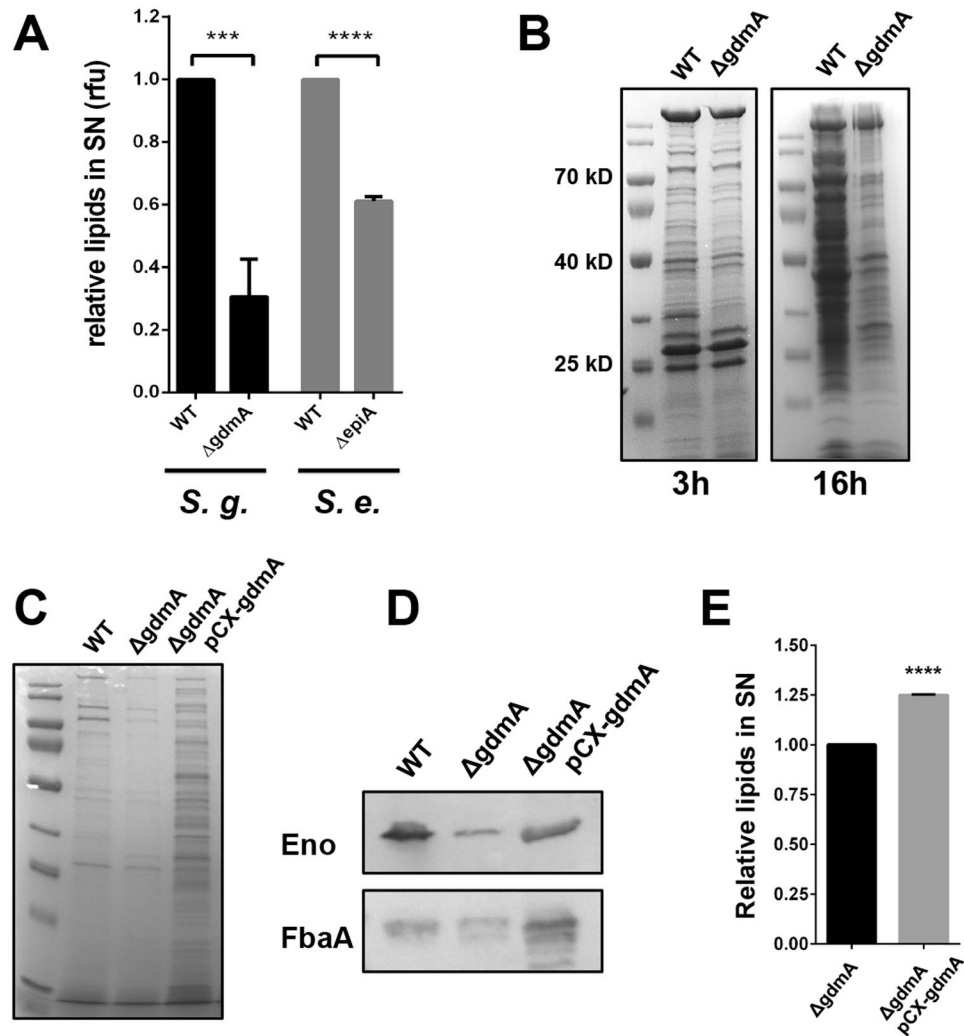 A
relative lipids in SN (rfu)
1.2
1.0
0.8
0.6
0.4
0.2
0.0
***
****
WT
ΔgdmA
WT
ΔepiA
S. g.
S. e.
B
WT
ΔgdmA
WT
ΔgdmA
70 kD
40 kD
25 kD
3h
16h
C
WT
ΔgdmA
ΔgdmA
pCX-gdmA
D
WT
ΔgdmA
ΔgdmA
pCX-gdmA
Eno
FbaA
E
Relative lipids in SN
1.50
1.25
1.00
0.75
0.50
0.25
0.00
****
ΔgdmA
ΔgdmA
pCX-gdmA